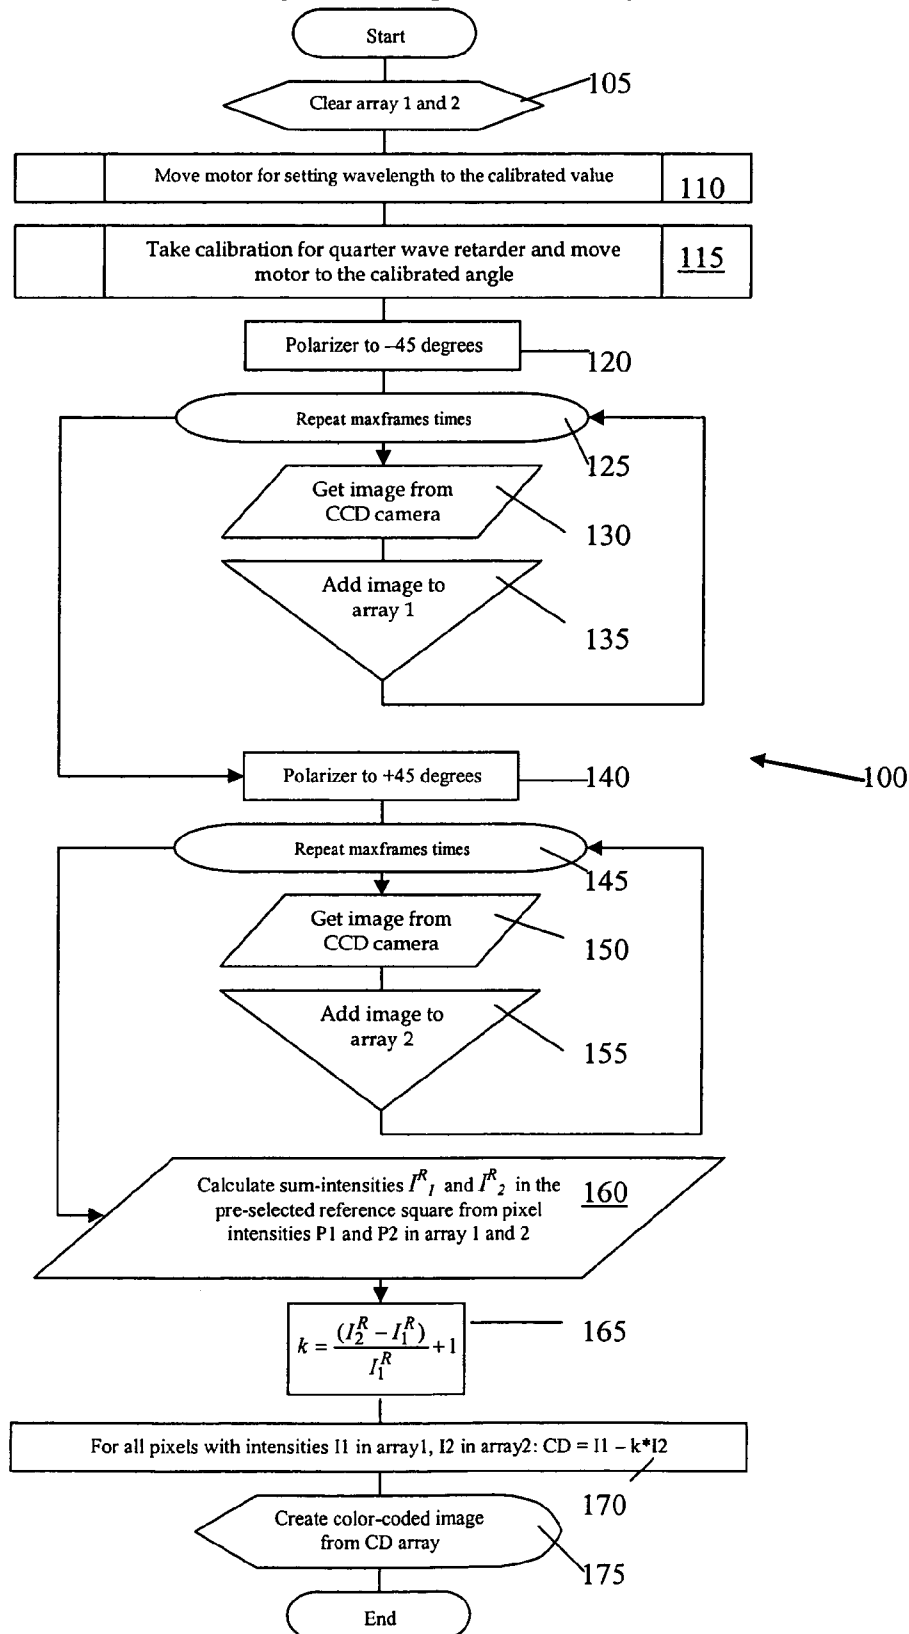 Start
Clear array 1 and 2
105
Move motor for setting wavelength to the calibrated value
110
Take calibration for quarter wave retarder and move
motor to the calibrated angle
115
Polarizer to –45 degrees
120
Repeat maxframes times
125
Get image from
CCD camera
130
Add image to
array 1
135
Polarizer to +45 degrees
140
100
Repeat maxframes times
145
Get image from
CCD camera
150
Add image to
array 2
155
Calculate sum-intensities I^R_1 and I^R_2 in the
pre-selected reference square from pixel
intensities P1 and P2 in array 1 and 2
160
k = (I_2^R − I_1^R) / I_1^R + 1
165
For all pixels with intensities I1 in array1, I2 in array2: CD = I1 – k*I2
170
Create color-coded image
from CD array
175
End